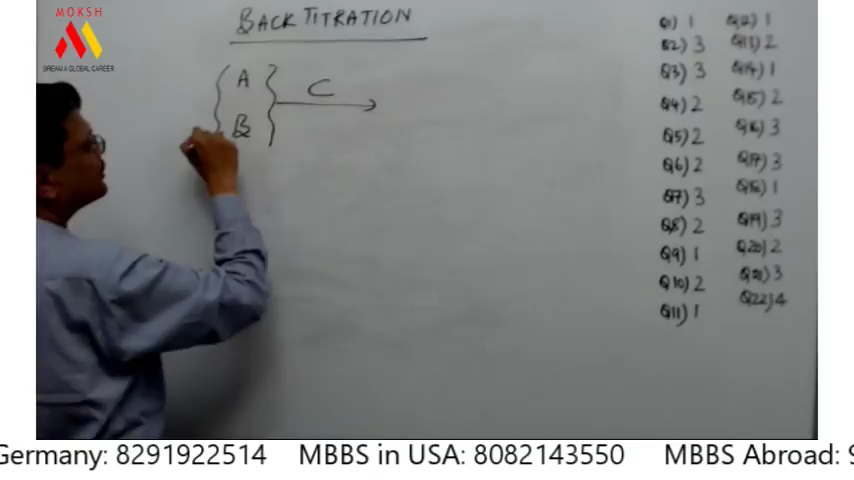 MOKSH
DREAM A GLOBAL CAREER
BACK TITRATION
A
B
C
Q1) 1
Q2) 3
Q3) 3
Q4) 2
Q5) 2
Q6) 2
Q7) 3
Q8) 2
Q9) 1
Q10) 2
Q11) 1
Q12) 1
Q13) 2
Q14) 1
Q15) 2
Q16) 3
Q17) 3
Q18) 1
Q19) 3
Q20) 2
Q21) 3
Q22) 4
Germany: 8291922514 MBBS in USA: 8082143550 MBBS Abroad: 9